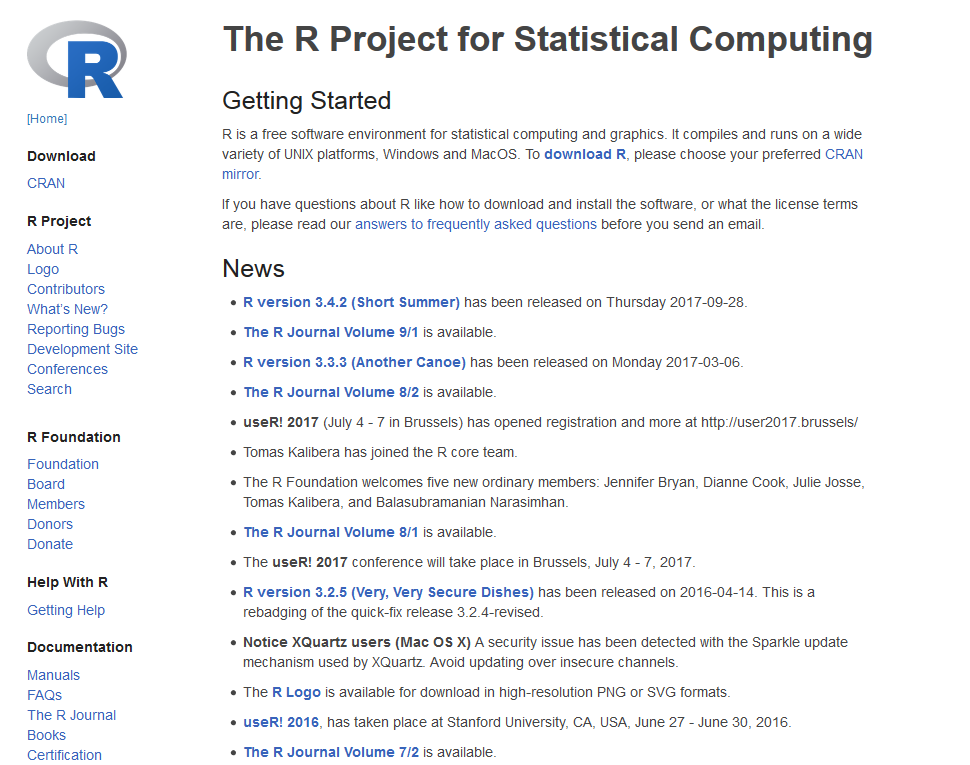 R
[Home]
Download
CRAN
R Project
About R
Logo
Contributors
What's New?
Reporting Bugs
Development Site
Conferences
Search
R Foundation
Foundation
Board
Members
Donors
Donate
Help With R
Getting Help
Documentation
Manuals
FAQs
The R Journal
Books
Certification
The R Project for Statistical Computing
Getting Started
R is a free software environment for statistical computing and graphics. It compiles and runs on a wide
variety of UNIX platforms, Windows and MacOS. To download R, please choose your preferred CRAN
mirror.
If you have questions about R like how to download and install the software, or what the license terms
are, please read our answers to frequently asked questions before you send an email.
News
• R version 3.4.2 (Short Summer) has been released on Thursday 2017-09-28.
• The R Journal Volume 9/1 is available.
• R version 3.3.3 (Another Canoe) has been released on Monday 2017-03-06.
• The R Journal Volume 8/2 is available.
• useR! 2017 (July 4 - 7 in Brussels) has opened registration and more at http://user2017.brussels/
• Tomas Kalibera has joined the R core team.
• The R Foundation welcomes five new ordinary members: Jennifer Bryan, Dianne Cook, Julie Josse,
Tomas Kalibera, and Balasubramanian Narasimhan.
• The R Journal Volume 8/1 is available.
• The useR! 2017 conference will take place in Brussels, July 4 - 7, 2017.
• R version 3.2.5 (Very, Very Secure Dishes) has been released on 2016-04-14. This is a
rebadging of the quick-fix release 3.2.4-revised.
• Notice XQuartz users (Mac OS X) A security issue has been detected with the Sparkle update
mechanism used by XQuartz. Avoid updating over insecure channels.
• The R Logo is available for download in high-resolution PNG or SVG formats.
• useR! 2016, has taken place at Stanford University, CA, USA, June 27 - June 30, 2016.
• The R Journal Volume 7/2 is available.